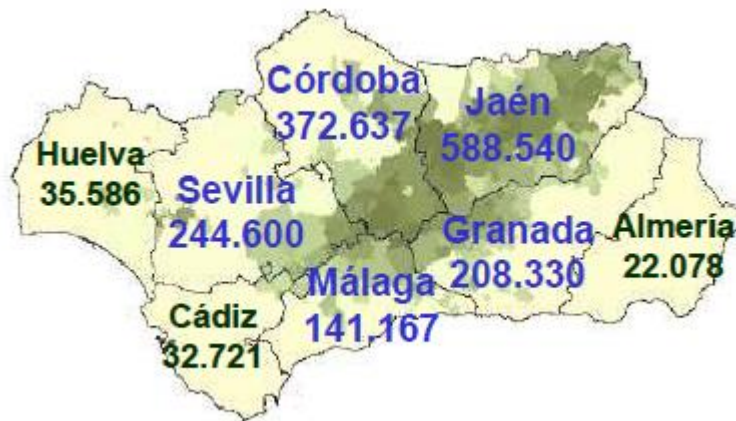 Córdoba
372.637
Jaén
588.540
Huelva
35.586
Sevilla
244.600
Granada
208.330
Almería
22.078
Málaga
141.167
Cádiz
32.721